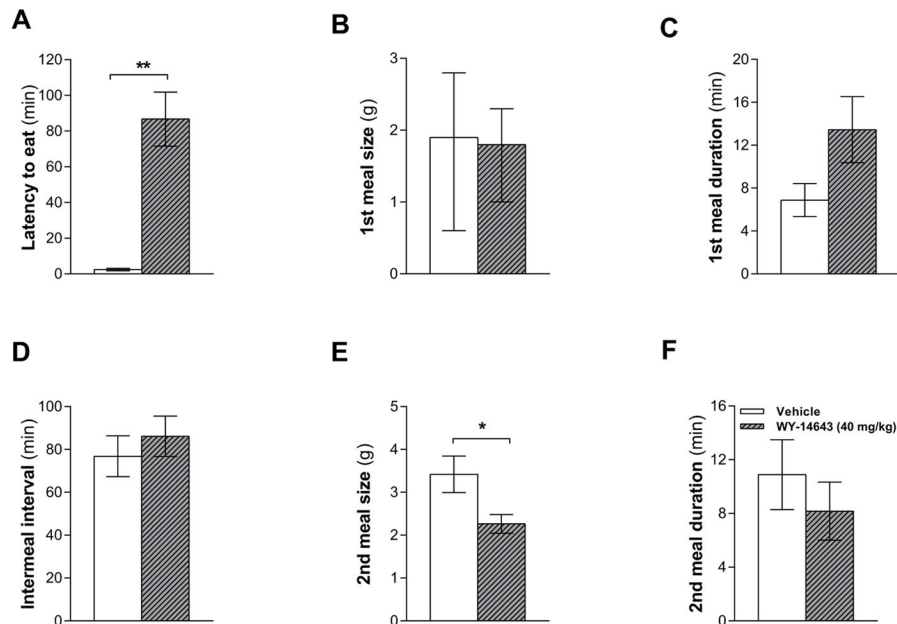 A
Latency to eat (min)
120
100
80
60
40
20
0
**
B
1st meal size (g)
3
2
1
0
C
1st meal duration (min)
20
16
12
8
4
0
D
Intermeal interval (min)
100
80
60
40
20
0
E
2nd meal size (g)
5
4
3
2
1
0
*
F
2nd meal duration (min)
16
12
8
4
0
Vehicle
WY-14643 (40 mg/kg)